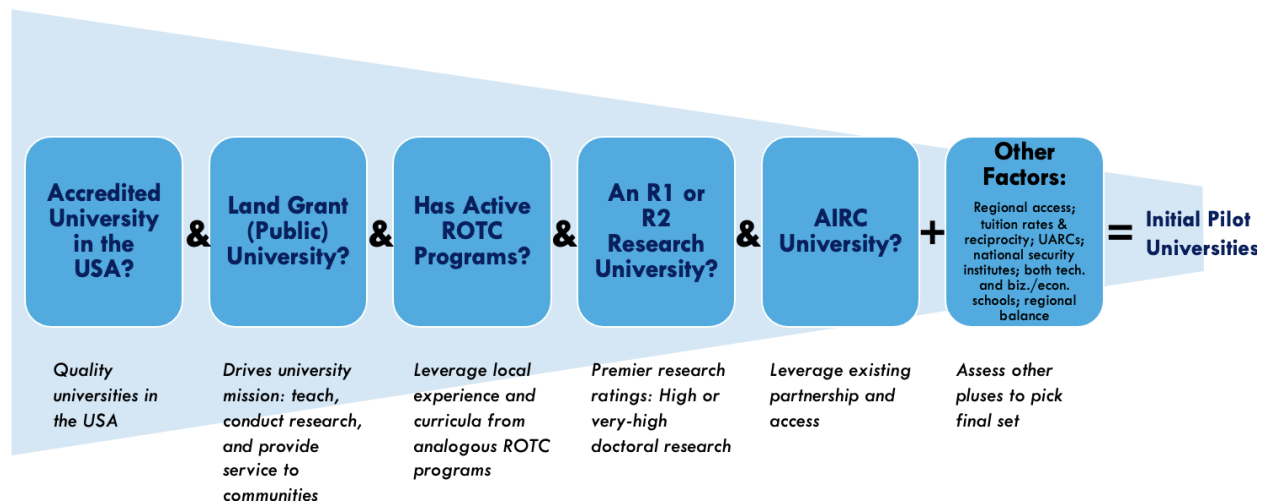 Accredited
University
in the
USA?
&
Land Grant
(Public)
University?
&
Has Active
ROTC
Programs?
&
An R1 or
R2
Research
University?
&
AIRC
University?
+
Other
Factors:
Regional access;
tuition rates &
reciprocity; UARCs;
national security
institutes; both tech.
and biz./econ.
schools; regional
balance
=
Initial Pilot
Universities
Quality
universities in
the USA
Drives university
mission: teach,
conduct research,
and provide
service to
communities
Leverage local
experience and
curricula from
analogous ROTC
programs
Premier research
ratings: High or
very-high
doctoral research
Leverage existing
partnership and
access
Assess other
pluses to pick
final set